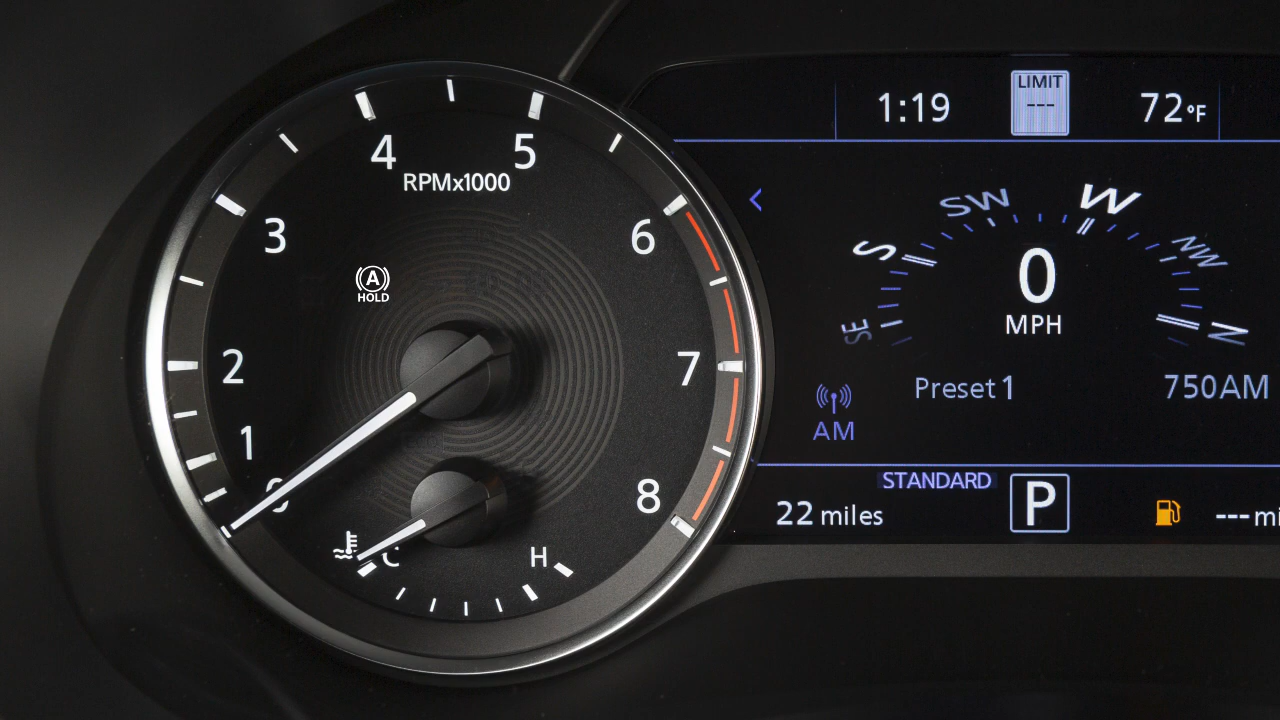 1:19
LIMIT
---
72°F
4
5
RPMx1000
3
6
A
HOLD
2
7
1
0
8
C
H
SW
W
S
NW
SE
N
0
MPH
Preset 1
750AM
AM
STANDARD
22 miles
P
---mi